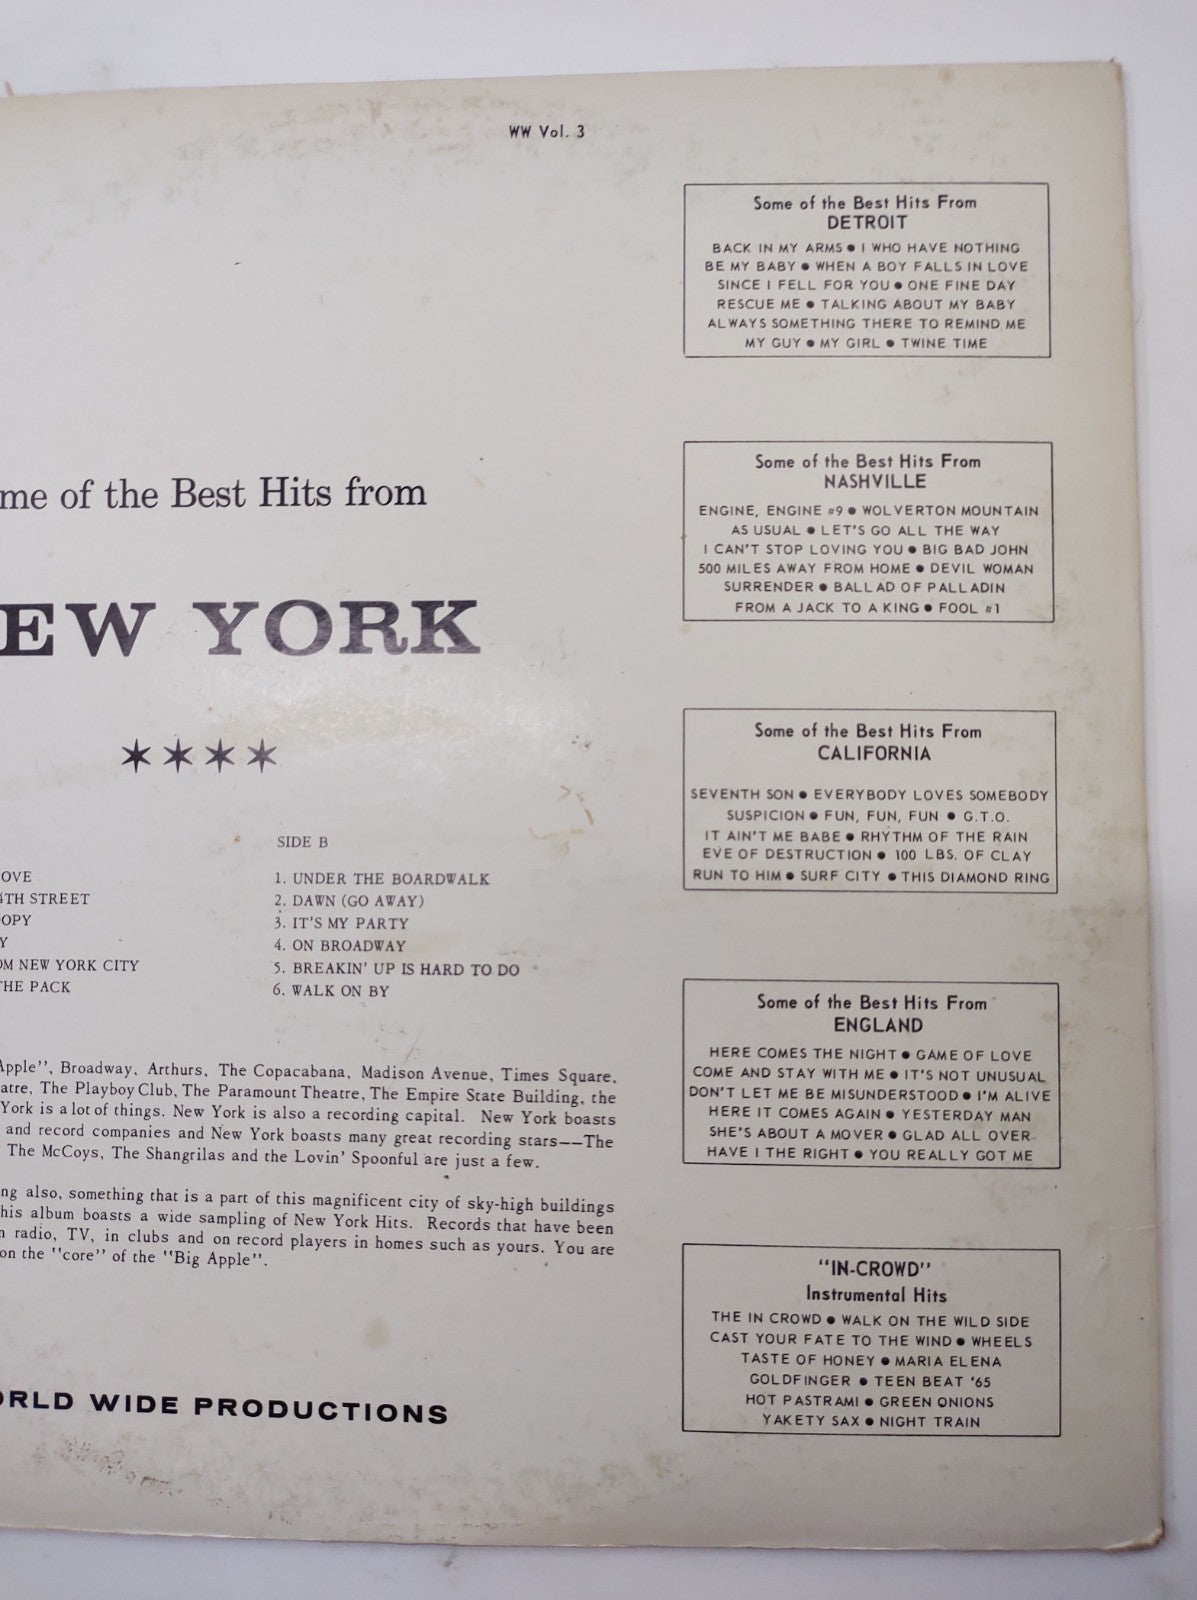 WW Vol. 3
me of the Best Hits from
EW YORK
****
OVE
4TH STREET
OPY
Y
OM NEW YORK CITY
THE PACK
SIDE B
1. UNDER THE BOARDWALK
2. DAWN (GO AWAY)
3. IT'S MY PARTY
4. ON BROADWAY
5. BREAKIN' UP IS HARD TO DO
6. WALK ON BY
Apple", Broadway, Arthurs, The Copacabana, Madison Avenue, Times Square,
atre, The Playboy Club, The Paramount Theatre, The Empire State Building, the
York is a lot of things. New York is also a recording capital. New York boasts
and record companies and New York boasts many great recording stars--The
The McCoys, The Shangrilas and the Lovin' Spoonful are just a few.
ng also, something that is a part of this magnificent city of sky-high buildings
his album boasts a wide sampling of New York Hits. Records that have been
n radio, TV, in clubs and on record players in homes such as yours. You are
on the "core" of the "Big Apple".
ORLD WIDE PRODUCTIONS
Some of the Best Hits From
DETROIT
BACK IN MY ARMS ● I WHO HAVE NOTHING
BE MY BABY ● WHEN A BOY FALLS IN LOVE
SINCE I FELL FOR YOU ● ONE FINE DAY
RESCUE ME ● TALKING ABOUT MY BABY
ALWAYS SOMETHING THERE TO REMIND ME
MY GUY ● MY GIRL ● TWINE TIME
Some of the Best Hits From
NASHVILLE
ENGINE, ENGINE #9 ● WOLVERTON MOUNTAIN
AS USUAL ● LET'S GO ALL THE WAY
I CAN'T STOP LOVING YOU ● BIG BAD JOHN
500 MILES AWAY FROM HOME ● DEVIL WOMAN
SURRENDER ● BALLAD OF PALLADIN
FROM A JACK TO A KING ● FOOL #1
Some of the Best Hits From
CALIFORNIA
SEVENTH SON ● EVERYBODY LOVES SOMEBODY
SUSPICION ● FUN, FUN, FUN ● G.T.O.
IT AIN'T ME BABE ● RHYTHM OF THE RAIN
EVE OF DESTRUCTION ● 100 LBS. OF CLAY
RUN TO HIM ● SURF CITY ● THIS DIAMOND RING
Some of the Best Hits From
ENGLAND
HERE COMES THE NIGHT ● GAME OF LOVE
COME AND STAY WITH ME ● IT'S NOT UNUSUAL
DON'T LET ME BE MISUNDERSTOOD ● I'M ALIVE
HERE IT COMES AGAIN ● YESTERDAY MAN
SHE'S ABOUT A MOVER ● GLAD ALL OVER
HAVE I THE RIGHT ● YOU REALLY GOT ME
"IN-CROWD"
Instrumental Hits
THE IN CROWD ● WALK ON THE WILD SIDE
CAST YOUR FATE TO THE WIND ● WHEELS
TASTE OF HONEY ● MARIA ELENA
GOLDFINGER ● TEEN BEAT '65
HOT PASTRAMI ● GREEN ONIONS
YAKETY SAX ● NIGHT TRAIN